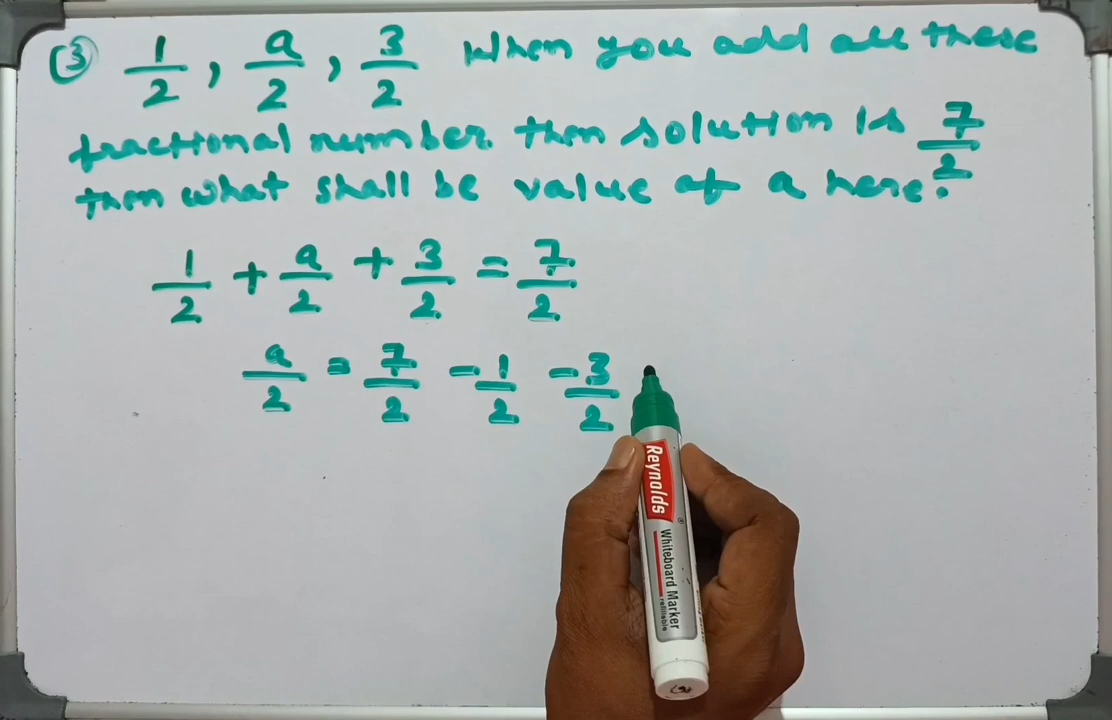 (3) 1/2, a/2, 3/2 When you add all these
fractional number then solution is 7/2
then what shall be value of a here?
1/2 + a/2 + 3/2 = 7/2
a/2 = 7/2 - 1/2 - 3/2
Reynolds
Whiteboard Marker
refillable